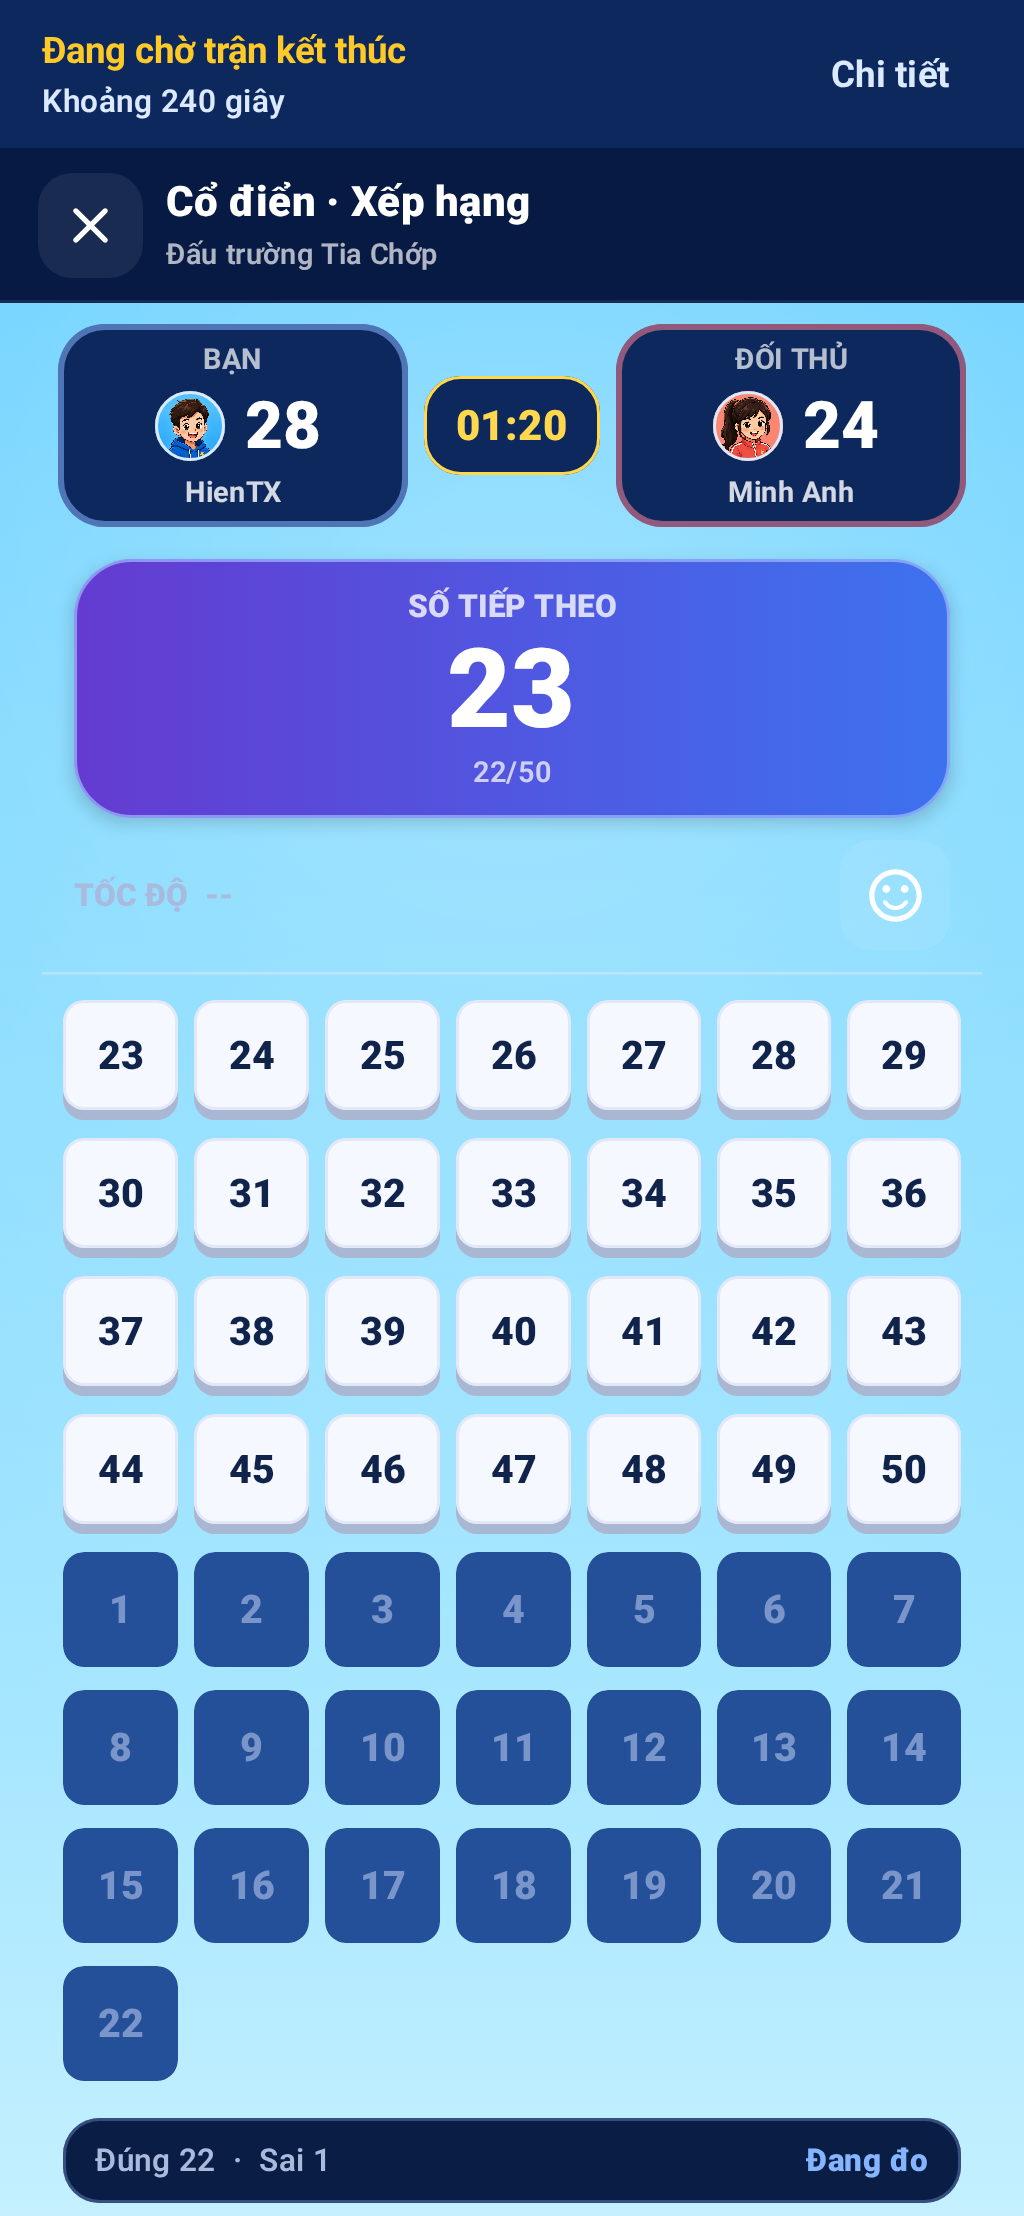 Đang chờ trận kết thúc
Khoảng 240 giây
Chi tiết
Cổ điển · Xếp hạng
Đấu trường Tia Chớp
BẠN
28
HienTX
01:20
ĐỐI THỦ
24
Minh Anh
SỐ TIẾP THEO
23
22/50
TỐC ĐỘ --
23 24 25 26 27 28 29
30 31 32 33 34 35 36
37 38 39 40 41 42 43
44 45 46 47 48 49 50
1 2 3 4 5 6 7
8 9 10 11 12 13 14
15 16 17 18 19 20 21
22
Đúng 22 · Sai 1
Đang đo